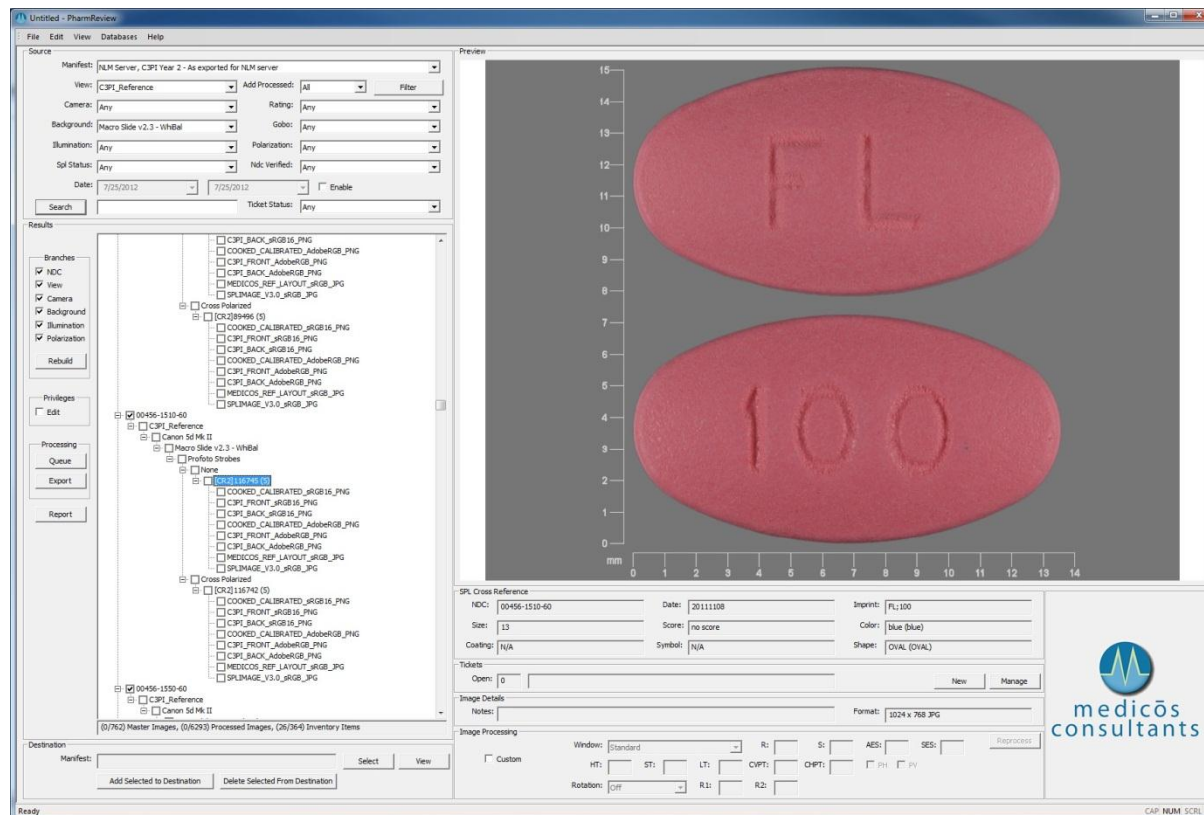 Untitled - PharmReview
File Edit View Databases Help
Source
Manifest: NLM Server, C3PI Year 2 - As exported for NLM server
View: C3PI_Reference Add Processed: All Filter
Camera: Any Rating: Any
Background: Macro Slide v2.3 - WhiBal Gobo: Any
Illumination: Any Polarization: Any
Spl Status: Any Ndc Verified: Any
Date: 7/25/2012 7/25/2012 Enable
Search Ticket Status: Any
Results
Branches
NDC
View
Camera
Background
Illumination
Polarization
Rebuild
Privileges
Edit
Processing
Queue
Export
Report
C3PI_BACK_sRGB16_PNG
COOKED_CALIBRATED_AdobeRGB_PNG
C3PI_FRONT_AdobeRGB_PNG
C3PI_BACK_AdobeRGB_PNG
MEDICOS_REF_LAYOUT_sRGB_JPG
SPLIMAGE_V3.0_sRGB_JPG
Cross Polarized
[CR2]89496 (5)
COOKED_CALIBRATED_sRGB16_PNG
C3PI_FRONT_sRGB16_PNG
C3PI_BACK_sRGB16_PNG
COOKED_CALIBRATED_AdobeRGB_PNG
C3PI_FRONT_AdobeRGB_PNG
C3PI_BACK_AdobeRGB_PNG
MEDICOS_REF_LAYOUT_sRGB_JPG
SPLIMAGE_V3.0_sRGB_JPG
00456-1510-60
C3PI_Reference
Canon 5d Mk II
Macro Slide v2.3 - WhiBal
Profoto Strobes
None
[CR2]116745 (5)
COOKED_CALIBRATED_sRGB16_PNG
C3PI_FRONT_sRGB16_PNG
C3PI_BACK_sRGB16_PNG
COOKED_CALIBRATED_AdobeRGB_PNG
C3PI_FRONT_AdobeRGB_PNG
C3PI_BACK_AdobeRGB_PNG
MEDICOS_REF_LAYOUT_sRGB_JPG
SPLIMAGE_V3.0_sRGB_JPG
Cross Polarized
[CR2]116742 (5)
COOKED_CALIBRATED_sRGB16_PNG
C3PI_FRONT_sRGB16_PNG
C3PI_BACK_sRGB16_PNG
COOKED_CALIBRATED_AdobeRGB_PNG
C3PI_FRONT_AdobeRGB_PNG
C3PI_BACK_AdobeRGB_PNG
MEDICOS_REF_LAYOUT_sRGB_JPG
SPLIMAGE_V3.0_sRGB_JPG
00456-1550-60
C3PI_Reference
Canon 5d Mk II
(0/762) Master Images, (0/6293) Processed Images, (26/364) Inventory Items
Destination
Manifest: Select View
Add Selected to Destination Delete Selected From Destination
Ready
Preview
15
14
13
12
11
10
9
8
7
6
5
4
3
2
1
0
mm 0 1 2 3 4 5 6 7 8 9 10 11 12 13 14
FL
100
SPL Cross Reference
NDC: 00456-1510-60 Date: 20111108 Imprint: FL;100
Size: 13 Score: no score Color: blue (blue)
Coating: N/A Symbol: N/A Shape: OVAL (OVAL)
Tickets
Open: 0 New Manage
Image Details
Notes: Format: 1024 x 768 JPG
Image Processing
Custom
Window: Standard R: S: AES: SES: Reprocess
HT: ST: LT: CVPT: CHPT: PH PV
Rotation: Off R1: R2:
medicōs
consultants
CAP NUM SCRL